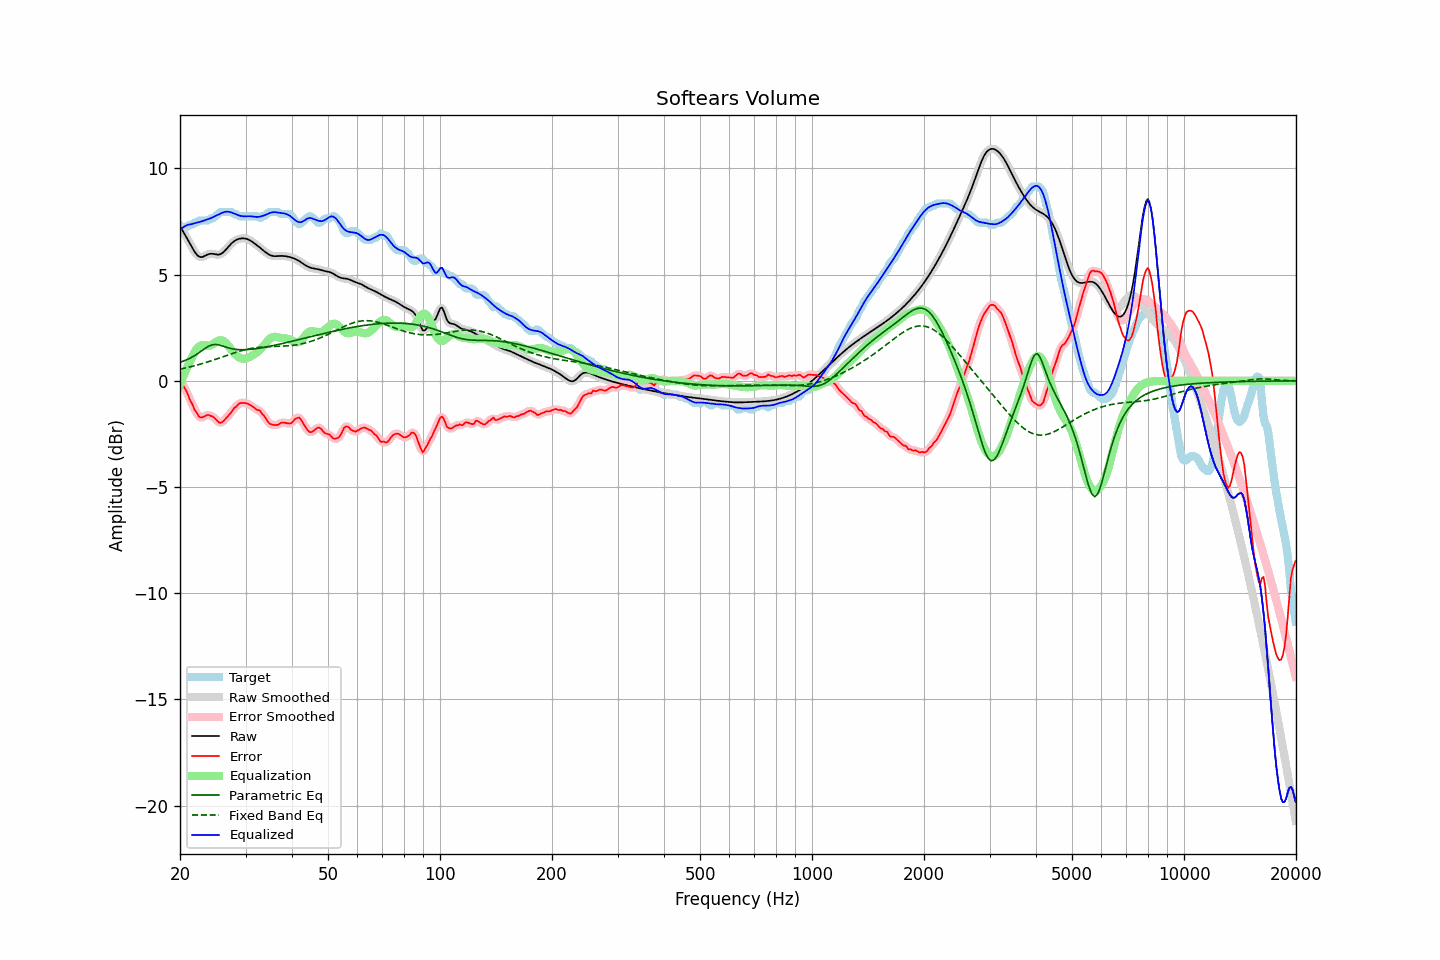 Softears Volume
Amplitude (dBr)
10
5
0
−5
−10
−15
−20
Target
Raw Smoothed
Error Smoothed
Raw
Error
Equalization
Parametric Eq
Fixed Band Eq
Equalized
20 50 100 200 500 1000 2000 5000 10000 20000
Frequency (Hz)